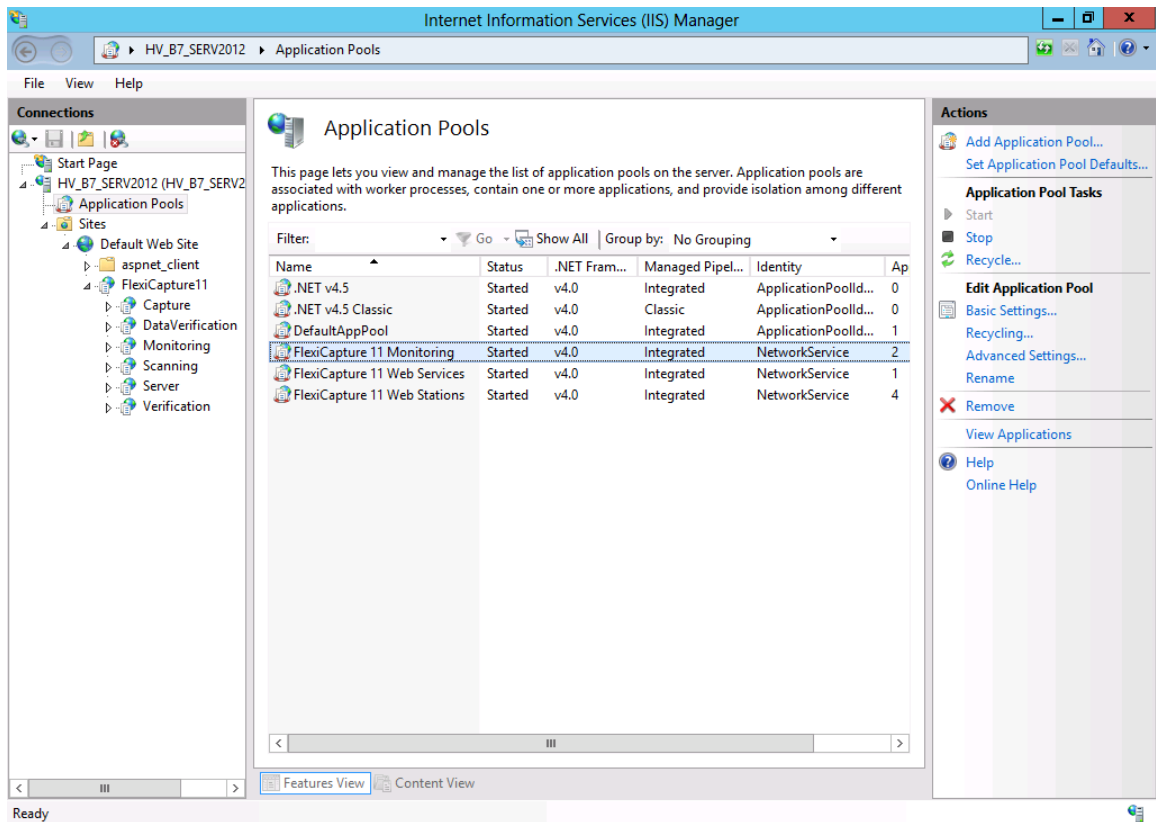 Internet Information Services (IIS) Manager
HV_B7_SERV2012 Application Pools
File View Help
Connections
Start Page
HV_B7_SERV2012 (HV_B7_SERV2
Application Pools
Sites
Default Web Site
aspnet_client
FlexiCapture11
Capture
DataVerification
Monitoring
Scanning
Server
Verification
Application Pools
This page lets you view and manage the list of application pools on the server. Application pools are
associated with worker processes, contain one or more applications, and provide isolation among different
applications.
Filter: Go Show All Group by: No Grouping
Name Status .NET Fram... Managed Pipel... Identity Ap
.NET v4.5 Started v4.0 Integrated ApplicationPoolId... 0
.NET v4.5 Classic Started v4.0 Classic ApplicationPoolId... 0
DefaultAppPool Started v4.0 Integrated ApplicationPoolId... 1
FlexiCapture 11 Monitoring Started v4.0 Integrated NetworkService 2
FlexiCapture 11 Web Services Started v4.0 Integrated NetworkService 1
FlexiCapture 11 Web Stations Started v4.0 Integrated NetworkService 4
Features View Content View
Actions
Add Application Pool...
Set Application Pool Defaults...
Application Pool Tasks
Start
Stop
Recycle...
Edit Application Pool
Basic Settings...
Recycling...
Advanced Settings...
Rename
Remove
View Applications
Help
Online Help
Ready